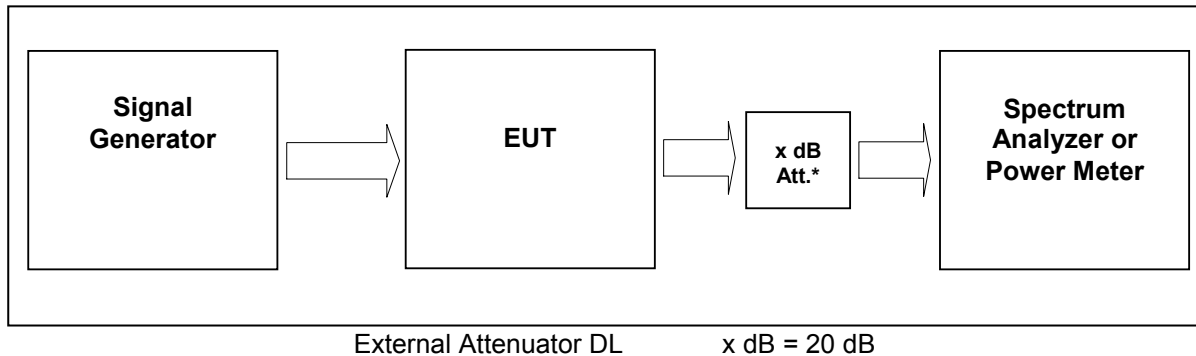 Signal
Generator
EUT
x dB
Att.*
Spectrum
Analyzer or
Power Meter
External Attenuator DL x dB = 20 dB